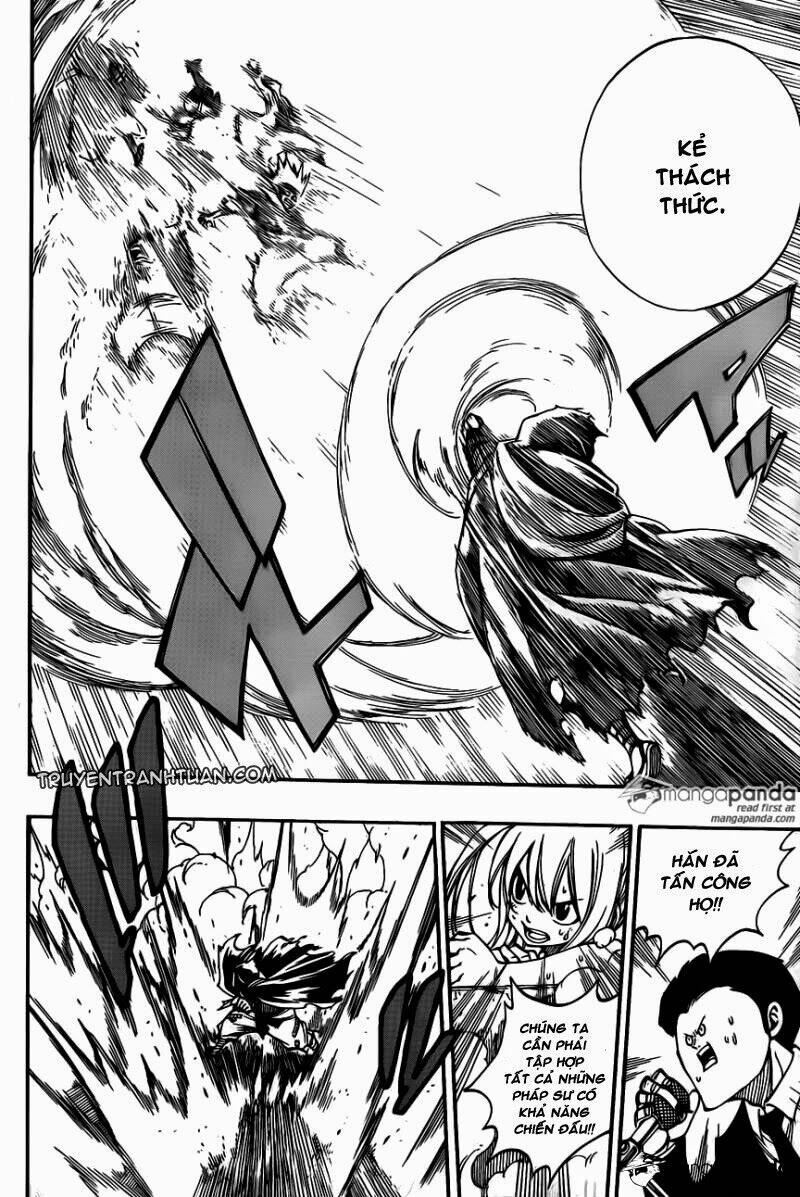 KẺ
THÁCH
THỨC.
TRUYENTRANHTUAN.COM
mangapanda
read first at
mangapanda.com
HẮN ĐÃ
TẤN CÔNG
HỌ!!
CHÚNG TA
CẦN PHẢI
TẬP HỢP
TẤT CẢ NHỮNG
PHÁP SƯ CÓ
KHẢ NĂNG
CHIẾN ĐẤU!!